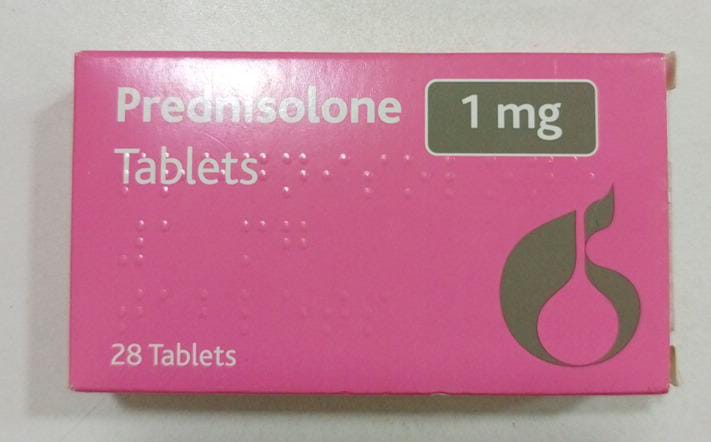 Prednisolone
1 mg
Tablets
28 Tablets